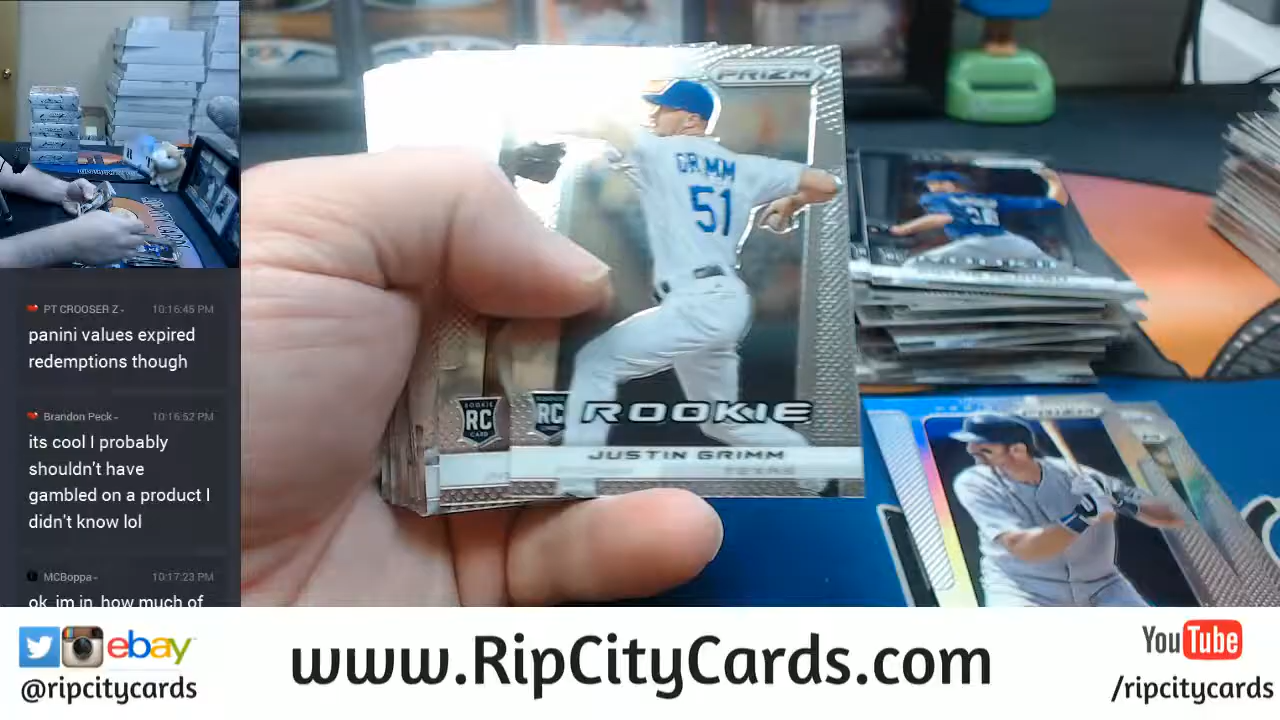 PT CROOSER Z- 10:16:45 PM
panini values expired
redemptions though
Brandon Peck- 10:16:52 PM
its cool I probably
shouldn't have
gambled on a product I
didn't know lol
MCBoppa- 10:17:23 PM
ok im in how much of
PRIZM
GRIMM
51
ROOKIE
RC
CARD
RC
ROOKIE
JUSTIN GRIMM
PRIZM
ebay
@ripcitycards
www.RipCityCards.com
YouTube
/ripcitycards